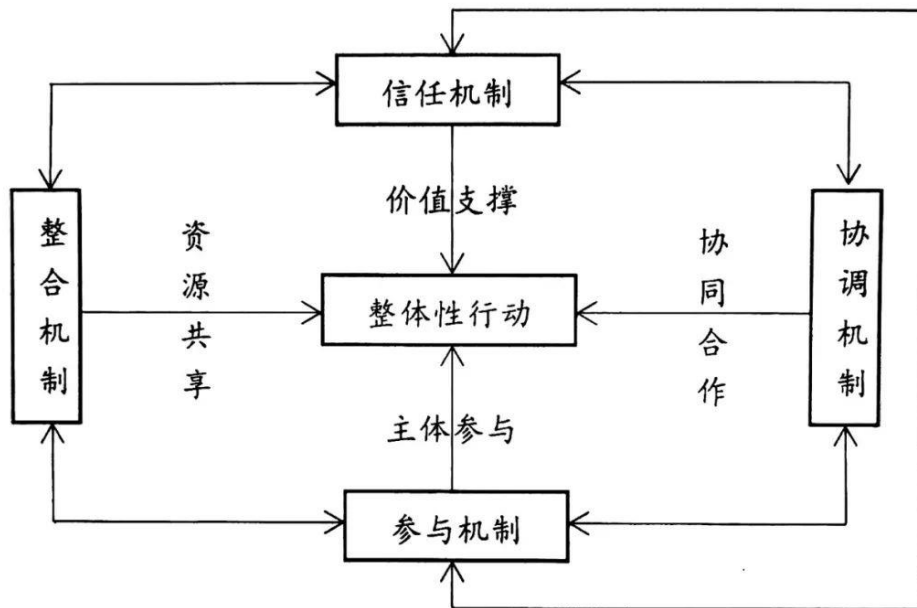 信任机制
价值支撑
整合机制
资源共享
整体性行动
协同合作
协调机制
主体参与
参与机制